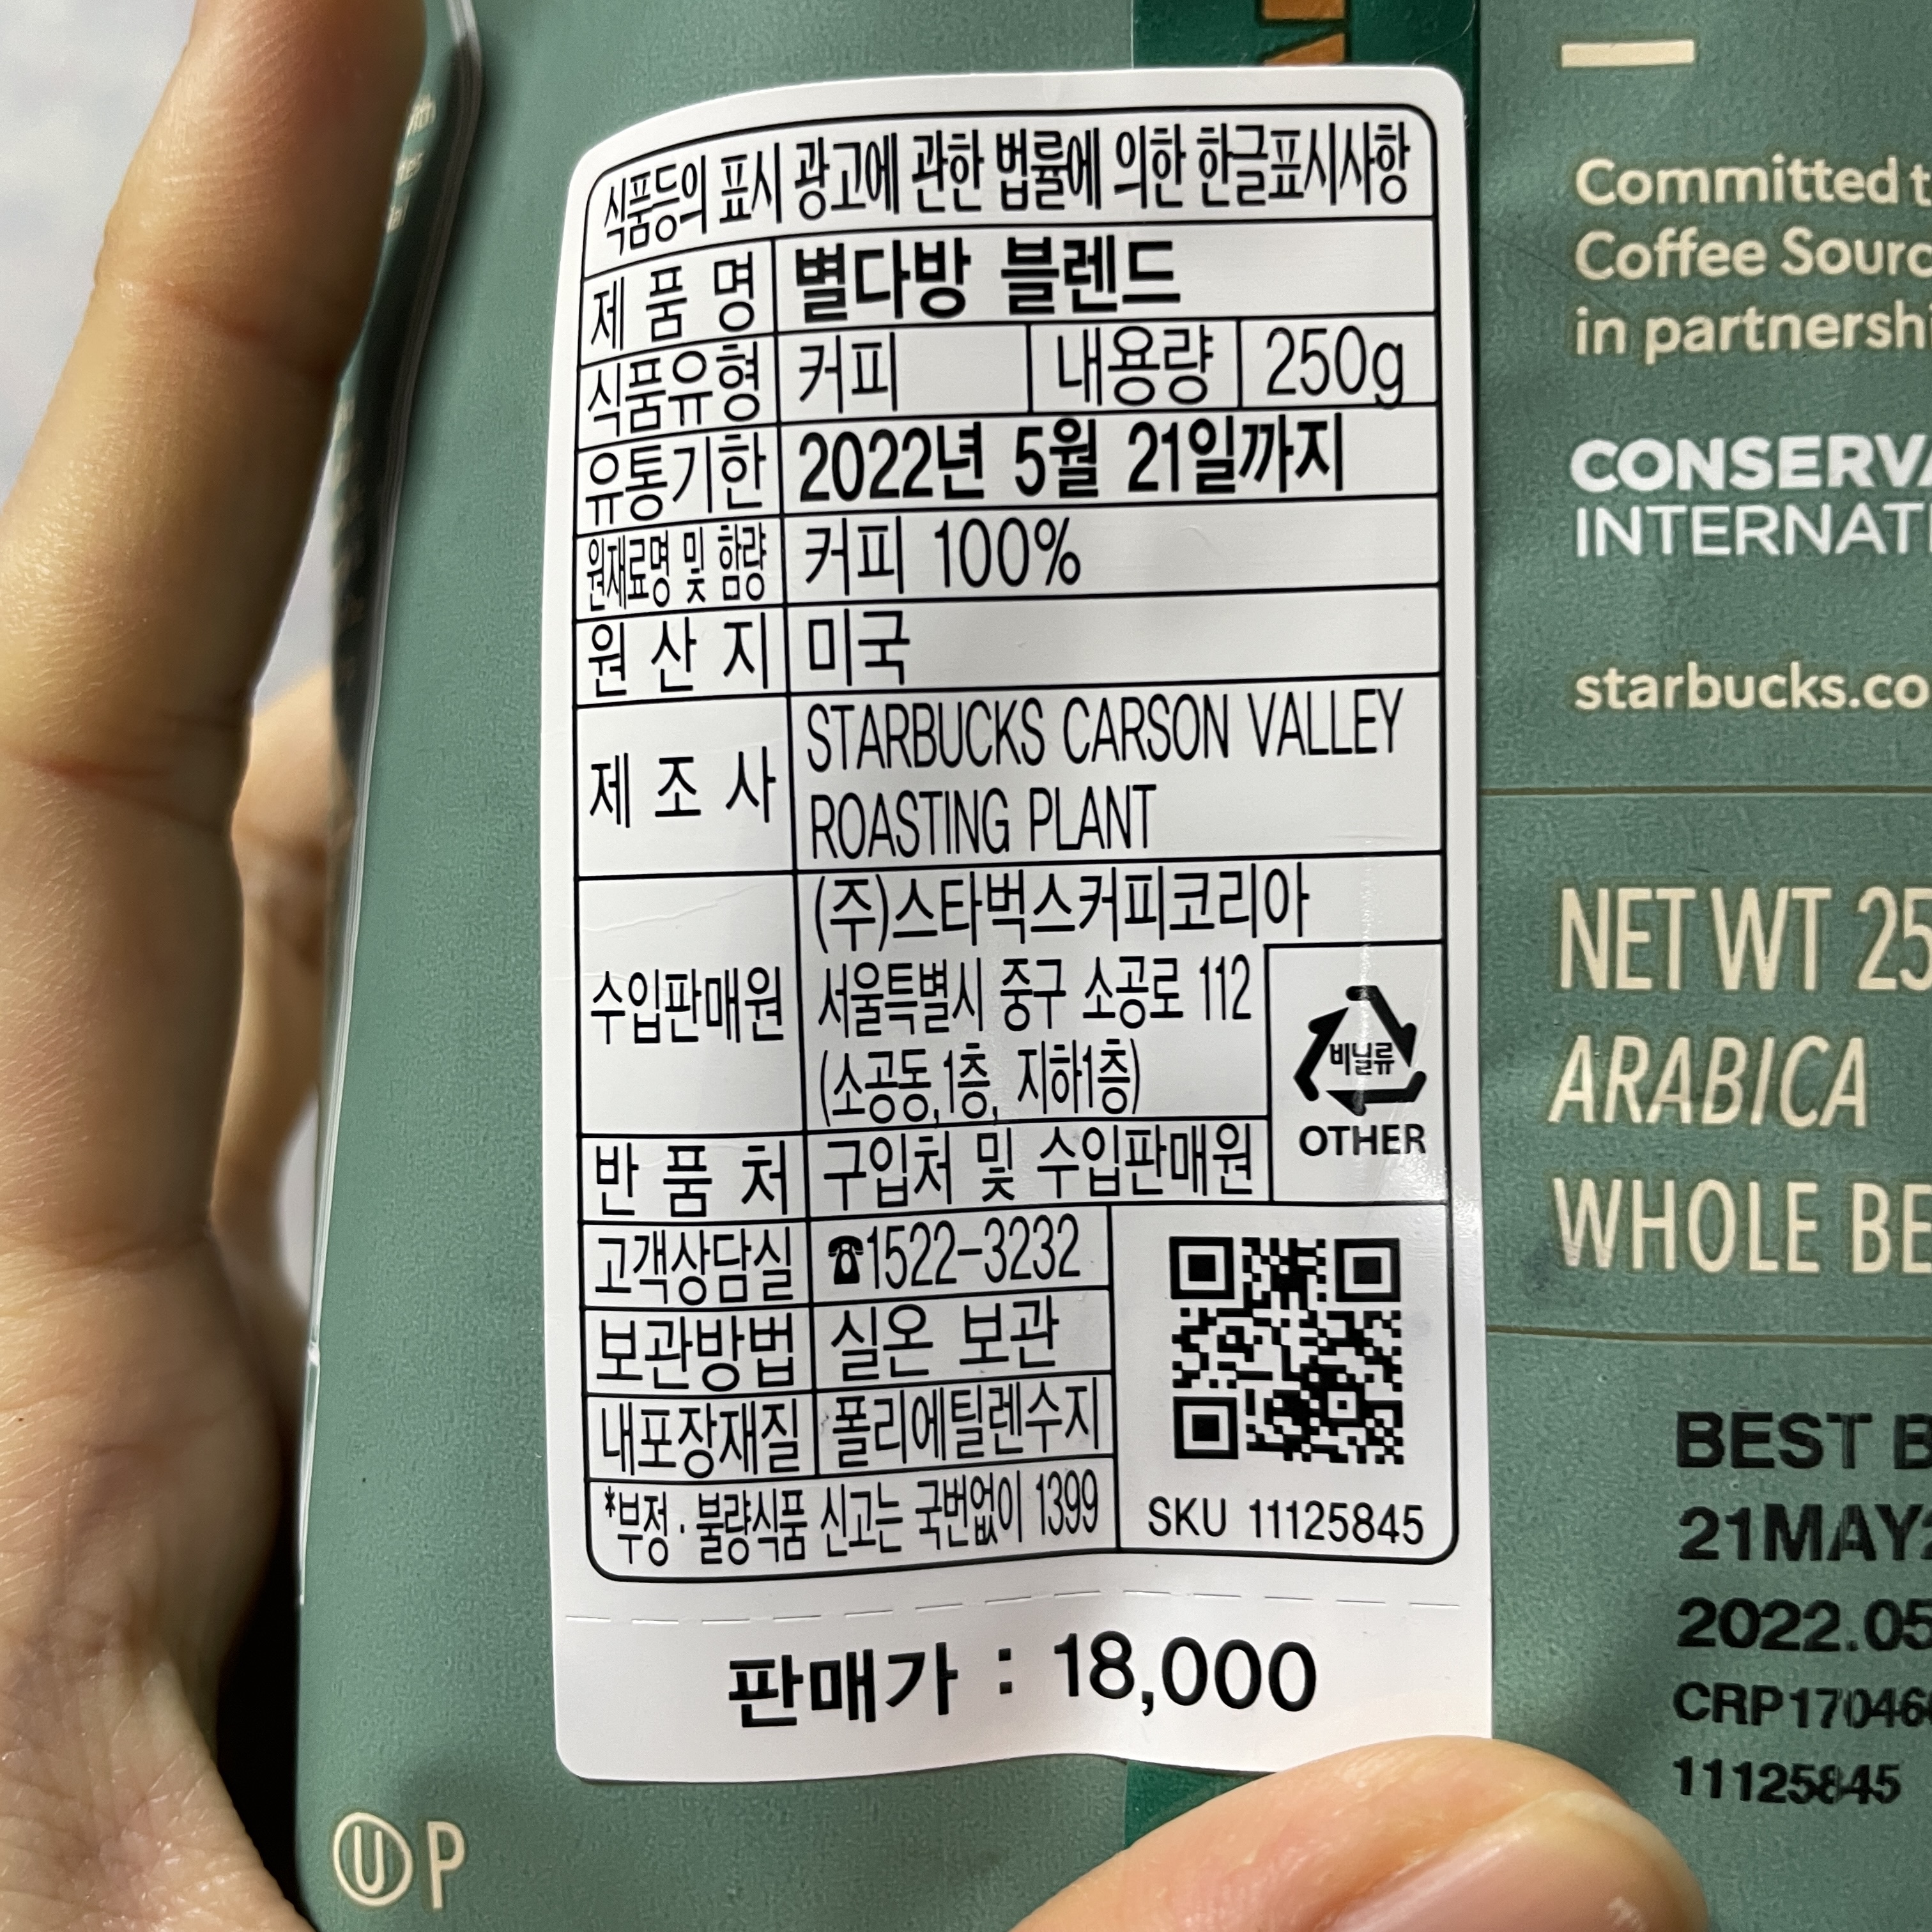 식품등의 표시 광고에 관한 법률에 의한 한글표시사항
제 품 명 별다방 블렌드
식품유형 커피 내용량 250g
유통기한 2022년 5월 21일까지
원재료명 및 함량 커피 100%
원 산 지 미국
제 조 사 STARBUCKS CARSON VALLEY
ROASTING PLANT
수입판매원 (주)스타벅스커피코리아
서울특별시 중구 소공로 112
(소공동,1층, 지하1층)
비닐류
OTHER
반 품 처 구입처 및 수입판매원
고객상담실 ☎1522-3232
보관방법 실온 보관
내포장재질 폴리에틸렌수지
*부정·불량식품 신고는 국번없이 1399
SKU 11125845
판매가 : 18,000
Committed
Coffee
in
starbucks.co
NET WT 25
ARABICA
WHOLE
BEST
21MAY
2022.05
CRP17046
11125845
U P